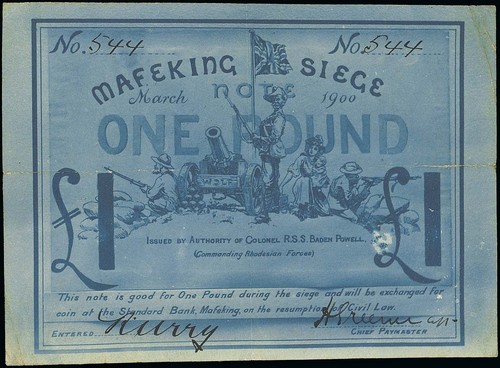 No. 544 No. 544
MAFEKING SIEGE
March NOTE 1900
ONE POUND
WOLF
£1 £1
ISSUED BY AUTHORITY OF COLONEL R.S.S. BADEN POWELL.
(Commanding Rhodesian Forces)
This note is good for One Pound during the siege and will be exchanged for
coin at the Standard Bank, Mafeking, on the resumption of Civil Law.
ENTERED
CHIEF PAYMASTER